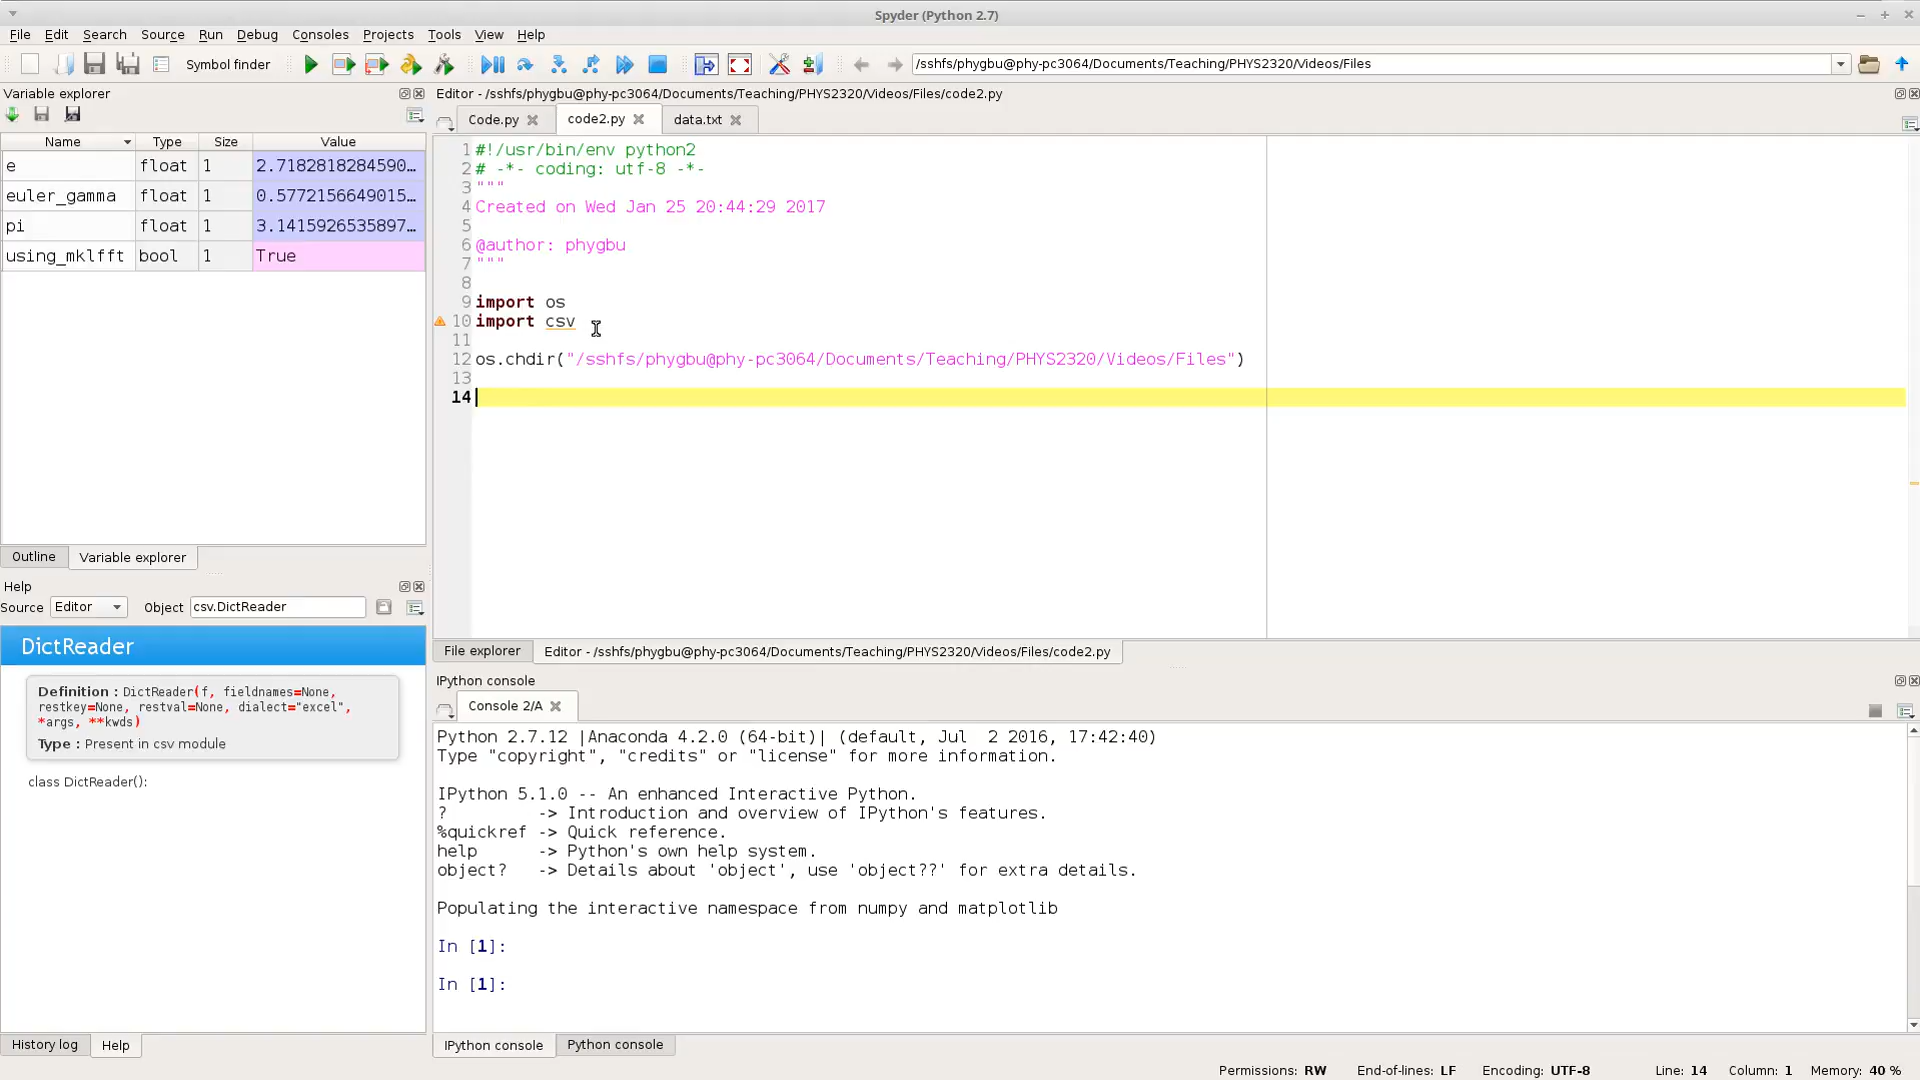 Spyder (Python 2.7)
File Edit Search Source Run Debug Consoles Projects Tools View Help
Symbol finder
/sshfs/phygbu@phy-pc3064/Documents/Teaching/PHYS2320/Videos/Files
Variable explorer
Name Type Size Value
e float 1 2.7182818284590…
euler_gamma float 1 0.5772156649015…
pi float 1 3.1415926535897…
using_mklfft bool 1 True
Outline Variable explorer
Help
Source Editor Object csv.DictReader
DictReader
Definition : DictReader(f, fieldnames=None,
restkey=None, restval=None, dialect="excel",
*args, **kwds)
Type : Present in csv module
class DictReader():
History log Help
Editor - /sshfs/phygbu@phy-pc3064/Documents/Teaching/PHYS2320/Videos/Files/code2.py
Code.py code2.py data.txt
1 #!/usr/bin/env python2
2 # -*- coding: utf-8 -*-
3 """
4 Created on Wed Jan 25 20:44:29 2017
5
6 @author: phygbu
7 """
8
9 import os
10 import csv
11
12 os.chdir("/sshfs/phygbu@phy-pc3064/Documents/Teaching/PHYS2320/Videos/Files")
13
14
File explorer Editor - /sshfs/phygbu@phy-pc3064/Documents/Teaching/PHYS2320/Videos/Files/code2.py
IPython console
Console 2/A
Python 2.7.12 |Anaconda 4.2.0 (64-bit)| (default, Jul  2 2016, 17:42:40)
Type "copyright", "credits" or "license" for more information.
IPython 5.1.0 -- An enhanced Interactive Python.
?         -> Introduction and overview of IPython's features.
%quickref -> Quick reference.
help      -> Python's own help system.
object?   -> Details about 'object', use 'object??' for extra details.
Populating the interactive namespace from numpy and matplotlib
In [1]:
In [1]:
IPython console Python console
Permissions: RW End-of-lines: LF Encoding: UTF-8 Line: 14 Column: 1 Memory: 40 %